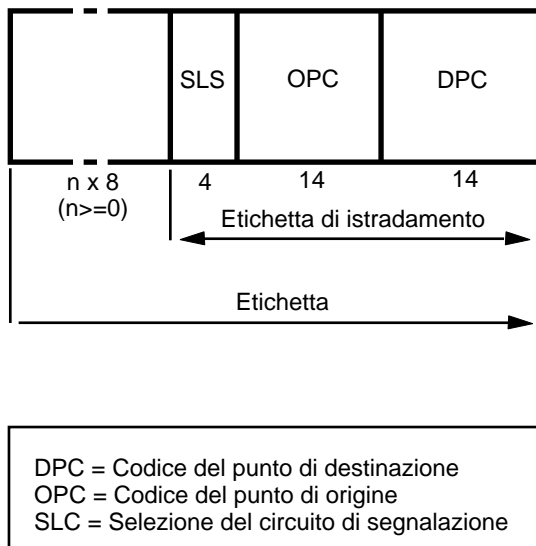 SLS OPC DPC
n x 8 4 14 14
(n>=0)
Etichetta di istradamento
Etichetta
DPC = Codice del punto di destinazione
OPC = Codice del punto di origine
SLC = Selezione del circuito di segnalazione